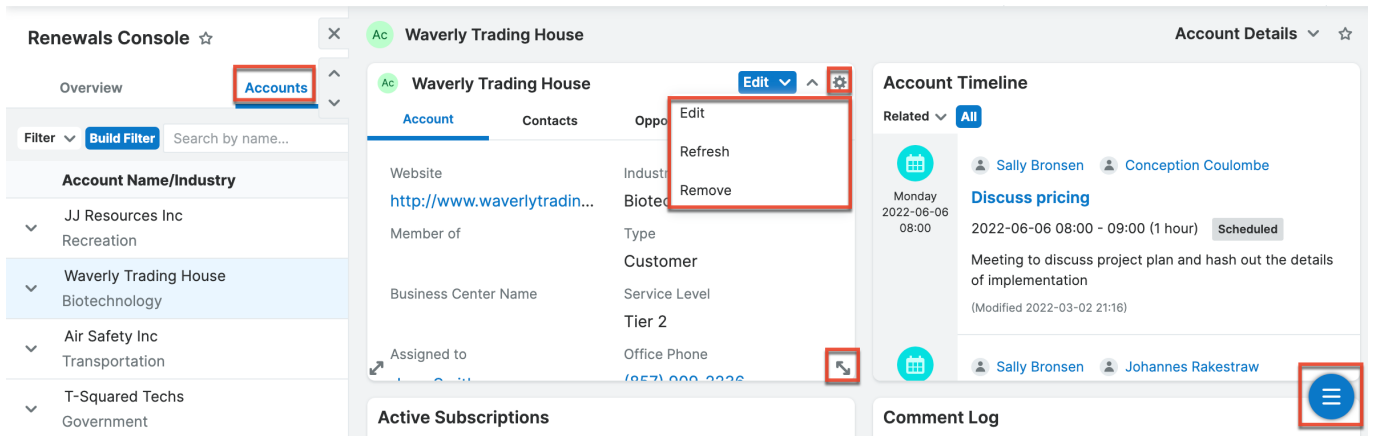 Renewals Console
Overview
Accounts
Filter
Build Filter
Search by name...
Account Name/Industry
JJ Resources Inc
Recreation
Waverly Trading House
Biotechnology
Air Safety Inc
Transportation
T-Squared Techs
Government
Ac
Waverly Trading House
Account Details
Ac
Waverly Trading House
Edit
Account
Contacts
Oppo
Edit
Refresh
Remove
Website
http://www.waverlytradin...
Industr
Biotec
Member of
Type
Customer
Business Center Name
Service Level
Tier 2
Assigned to
Office Phone
(857) 909-2236
Active Subscriptions
Account Timeline
Related
All
Monday
2022-06-06
08:00
Sally Bronsen
Conception Coulombe
Discuss pricing
2022-06-06 08:00 - 09:00 (1 hour)
Scheduled
Meeting to discuss project plan and hash out the details
of implementation
(Modified 2022-03-02 21:16)
Sally Bronsen
Johannes Rakestraw
Comment Log